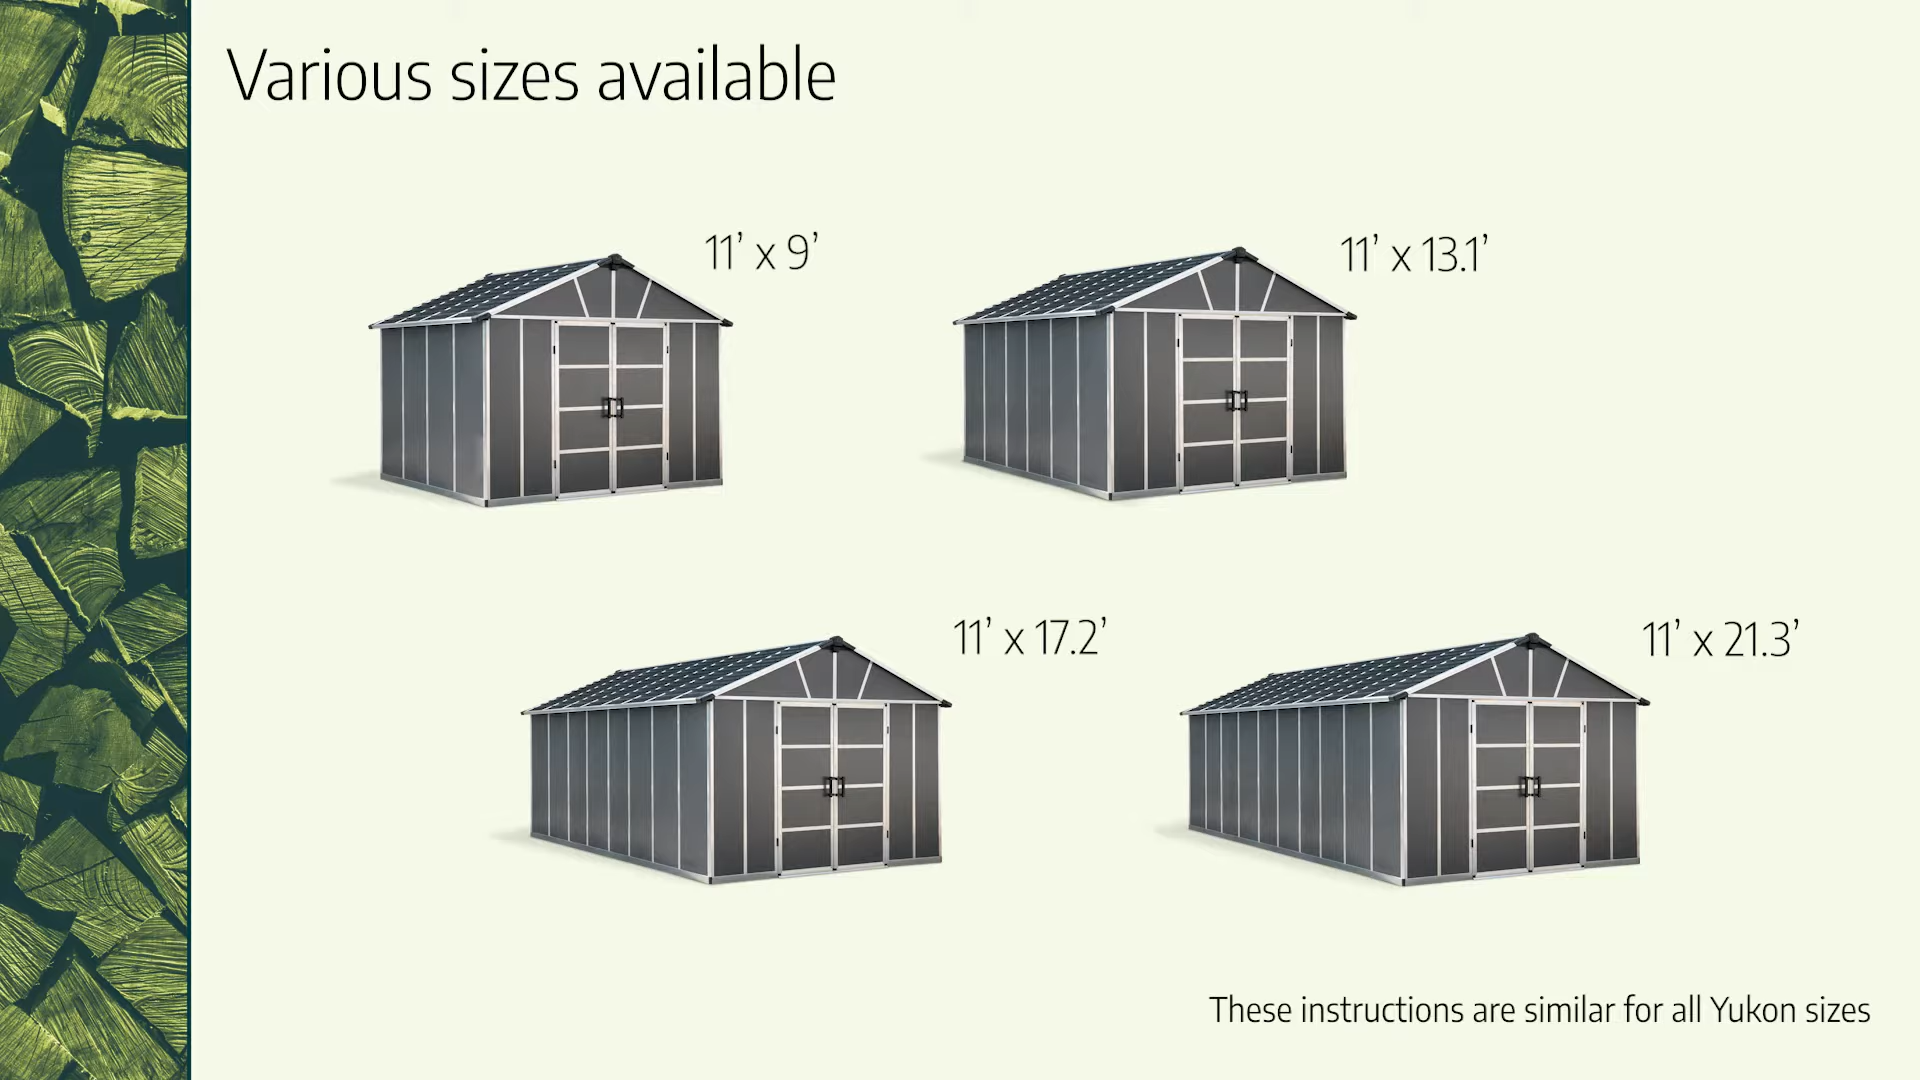 Various sizes available
11’ x 9’
11’ x 13.1’
11’ x 17.2’
11’ x 21.3’
These instructions are similar for all Yukon sizes